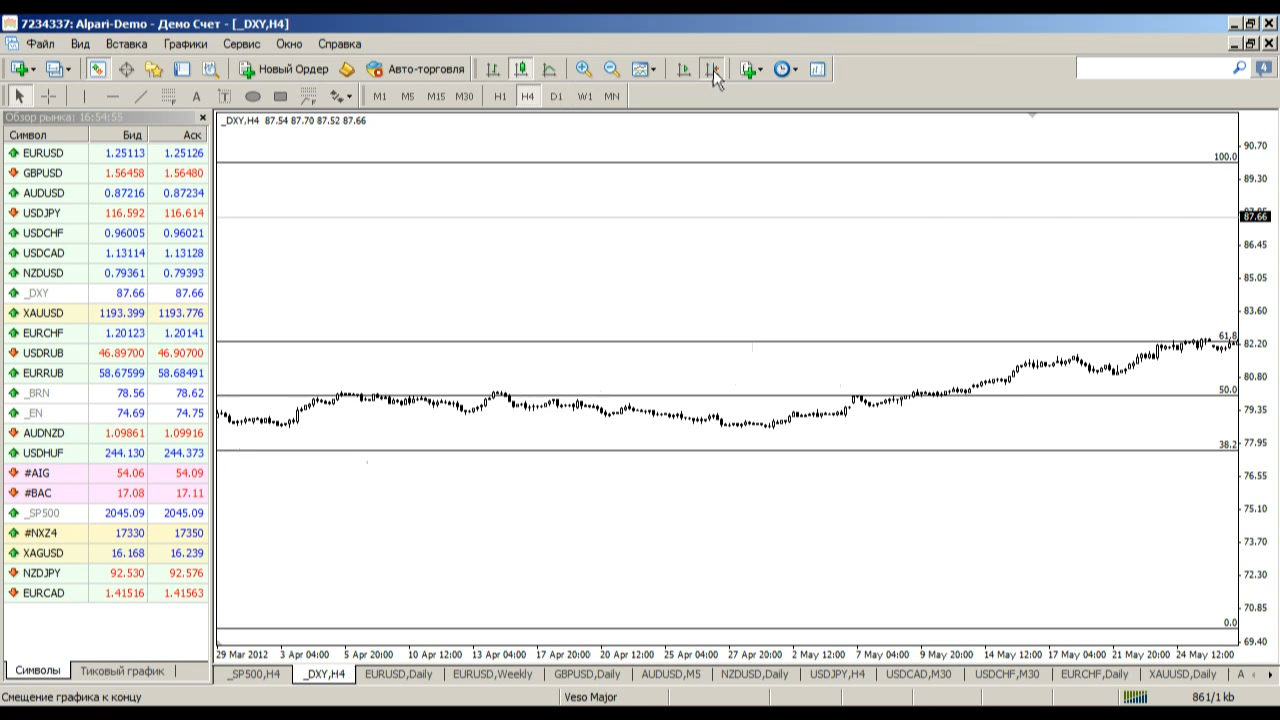 7234337: Alpari-Demo - Демо Счет - [_DXY,H4]
Файл Вид Вставка Графики Сервис Окно Справка
Новый Ордер Авто-торговля 4
A T M1 M5 M15 M30 H1 H4 D1 W1 MN
Обзор рынка: 16:54:55
Символ Бид Аск
EURUSD 1.25113 1.25126
GBPUSD 1.56458 1.56480
AUDUSD 0.87216 0.87234
USDJPY 116.592 116.614
USDCHF 0.96005 0.96021
USDCAD 1.13114 1.13128
NZDUSD 0.79361 0.79393
_DXY 87.66 87.66
XAUUSD 1193.399 1193.776
EURCHF 1.20123 1.20141
USDRUB 46.89700 46.90700
EURRUB 58.67599 58.68491
_BRN 78.56 78.62
_EN 74.69 74.75
AUDNZD 1.09861 1.09916
USDHUF 244.130 244.373
#AIG 54.06 54.09
#BAC 17.08 17.11
_SP500 2045.09 2045.09
#NXZ4 17330 17350
XAGUSD 16.168 16.239
NZDJPY 92.530 92.576
EURCAD 1.41516 1.41563
Символы Тиковый график
_DXY,H4 87.54 87.70 87.52 87.66
100.0
61.8
50.0
38.2
0.0
90.70
89.30
87.66
86.45
85.05
83.60
82.20
80.80
79.35
77.95
76.55
75.10
73.70
72.30
70.85
69.40
29 Mar 2012 3 Apr 04:00 5 Apr 20:00 10 Apr 12:00 13 Apr 04:00 17 Apr 20:00 20 Apr 12:00 25 Apr 04:00 27 Apr 20:00 2 May 12:00 7 May 04:00 9 May 20:00 14 May 12:00 17 May 04:00 21 May 20:00 24 May 12:00
_SP500,H4 _DXY,H4 EURUSD,Daily EURUSD,Weekly GBPUSD,Daily AUDUSD,M5 NZDUSD,Daily USDJPY,H4 USDCAD,M30 USDCHF,M30 EURCHF,Daily XAUUSD,Daily A
Смещение графика к концу Veso Major 861/1 kb